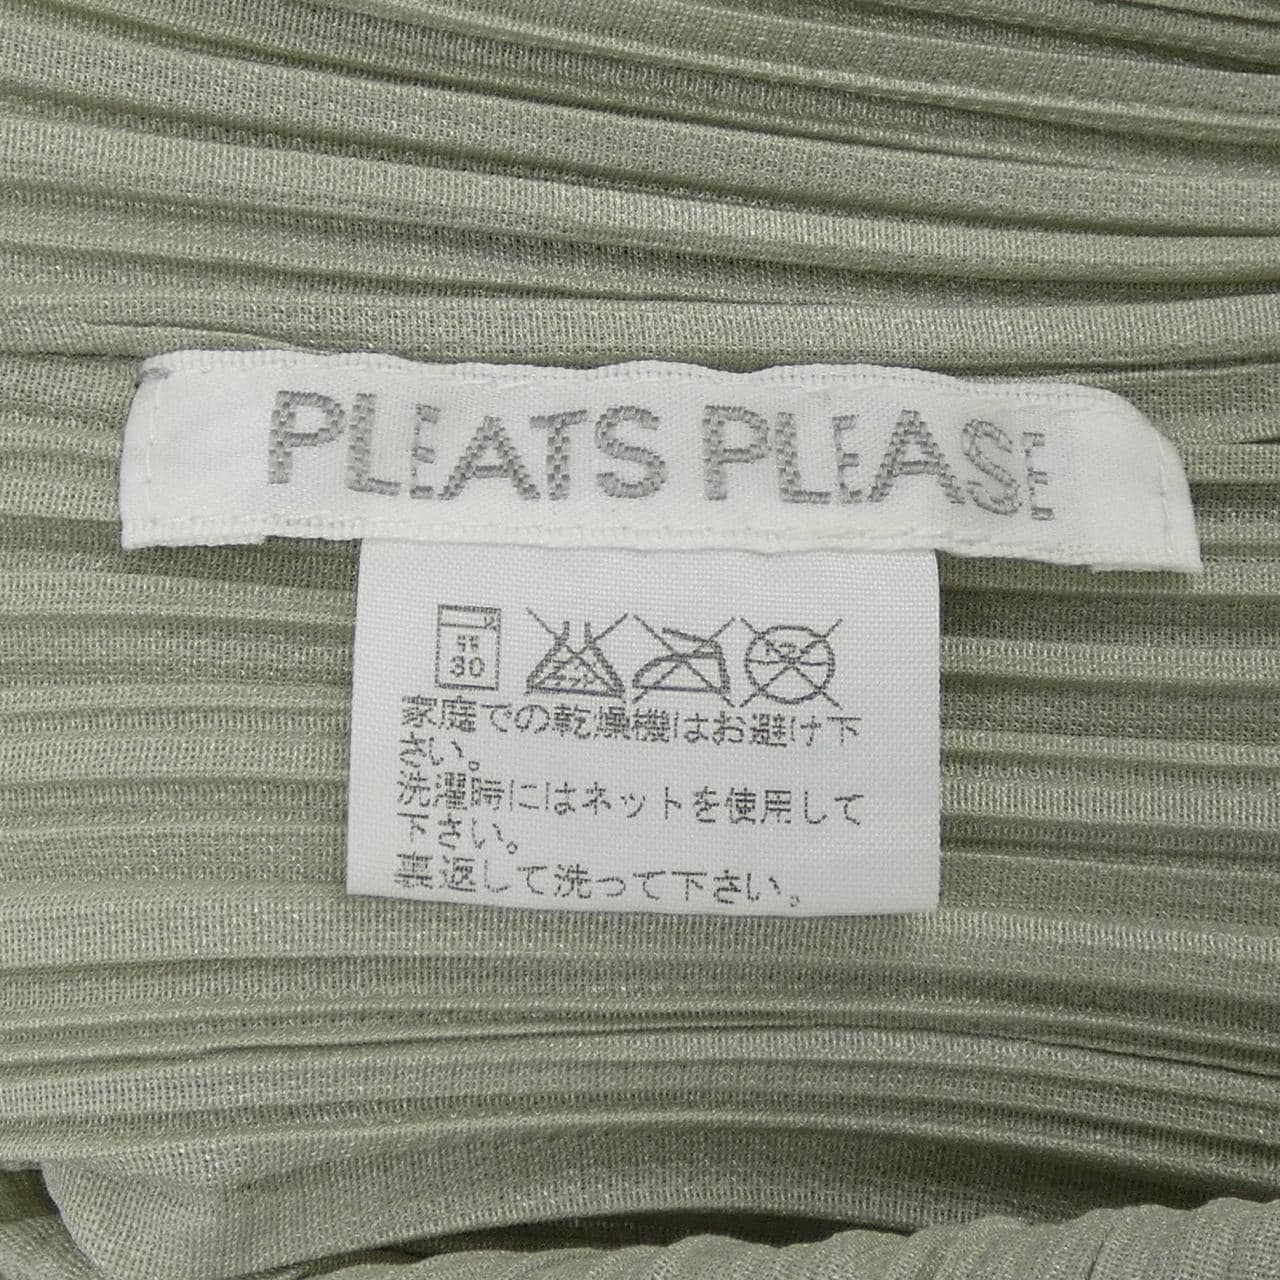 PLEATS PLEASE
弱
30
家庭での乾燥機はお避け下
さい。
洗濯時にはネットを使用して
下さい。
裏返して洗って下さい。